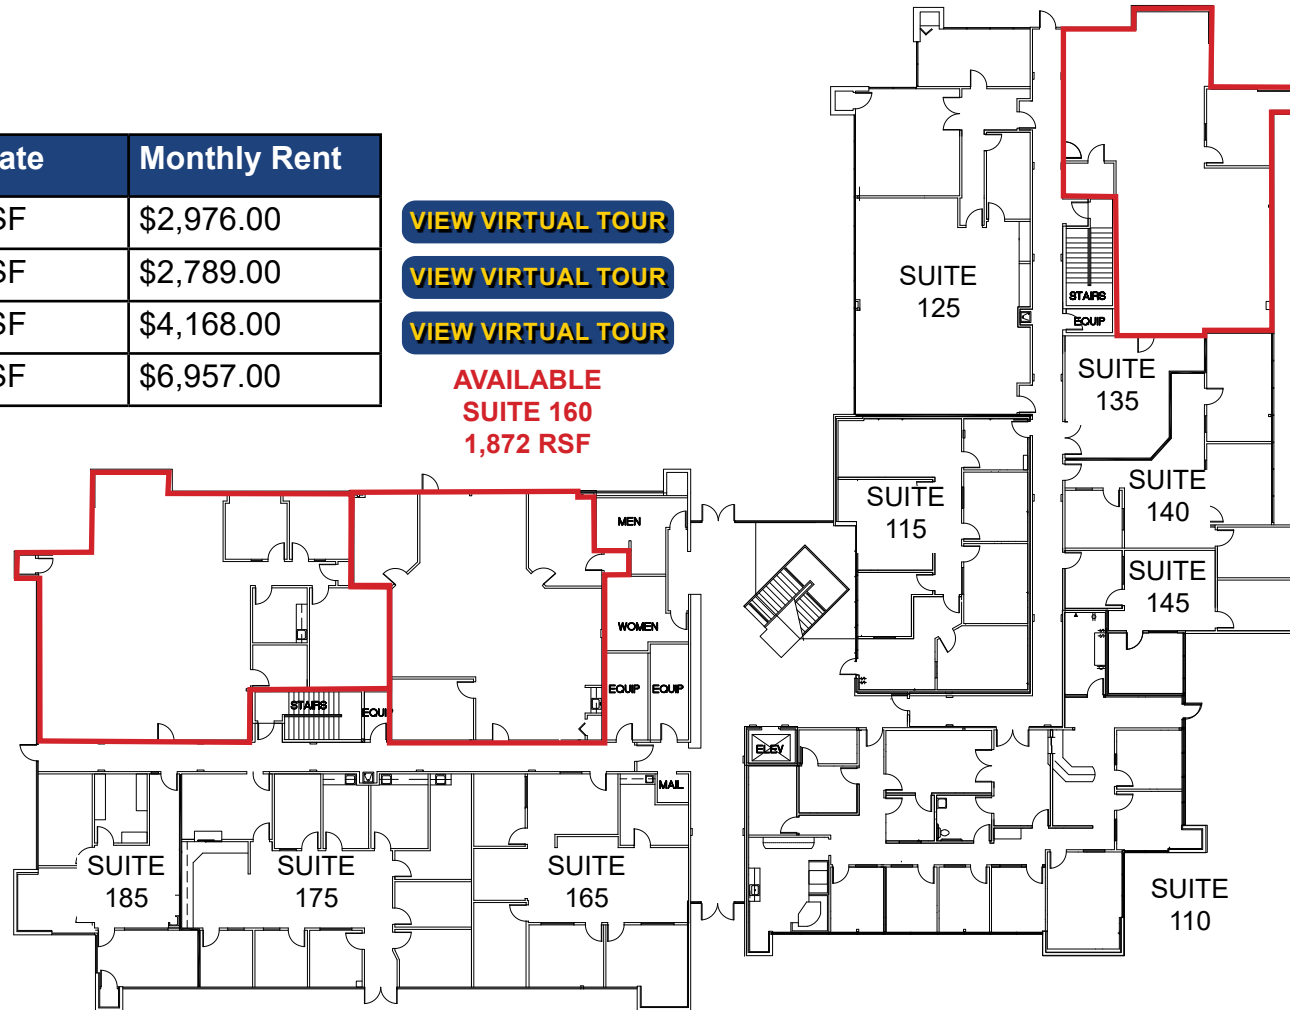 ate Monthly Rent
SF $2,976.00
SF $2,789.00
SF $4,168.00
SF $6,957.00
VIEW VIRTUAL TOUR
VIEW VIRTUAL TOUR
VIEW VIRTUAL TOUR
AVAILABLE
SUITE 160
1,872 RSF
SUITE
125
STAIRS
EQUIP
SUITE
135
SUITE
140
SUITE
115
SUITE
145
MEN
WOMEN
EQUIP
EQUIP
STAIRS
EQUIP
ELEV
MAIL
SUITE
185
SUITE
175
SUITE
165
SUITE
110